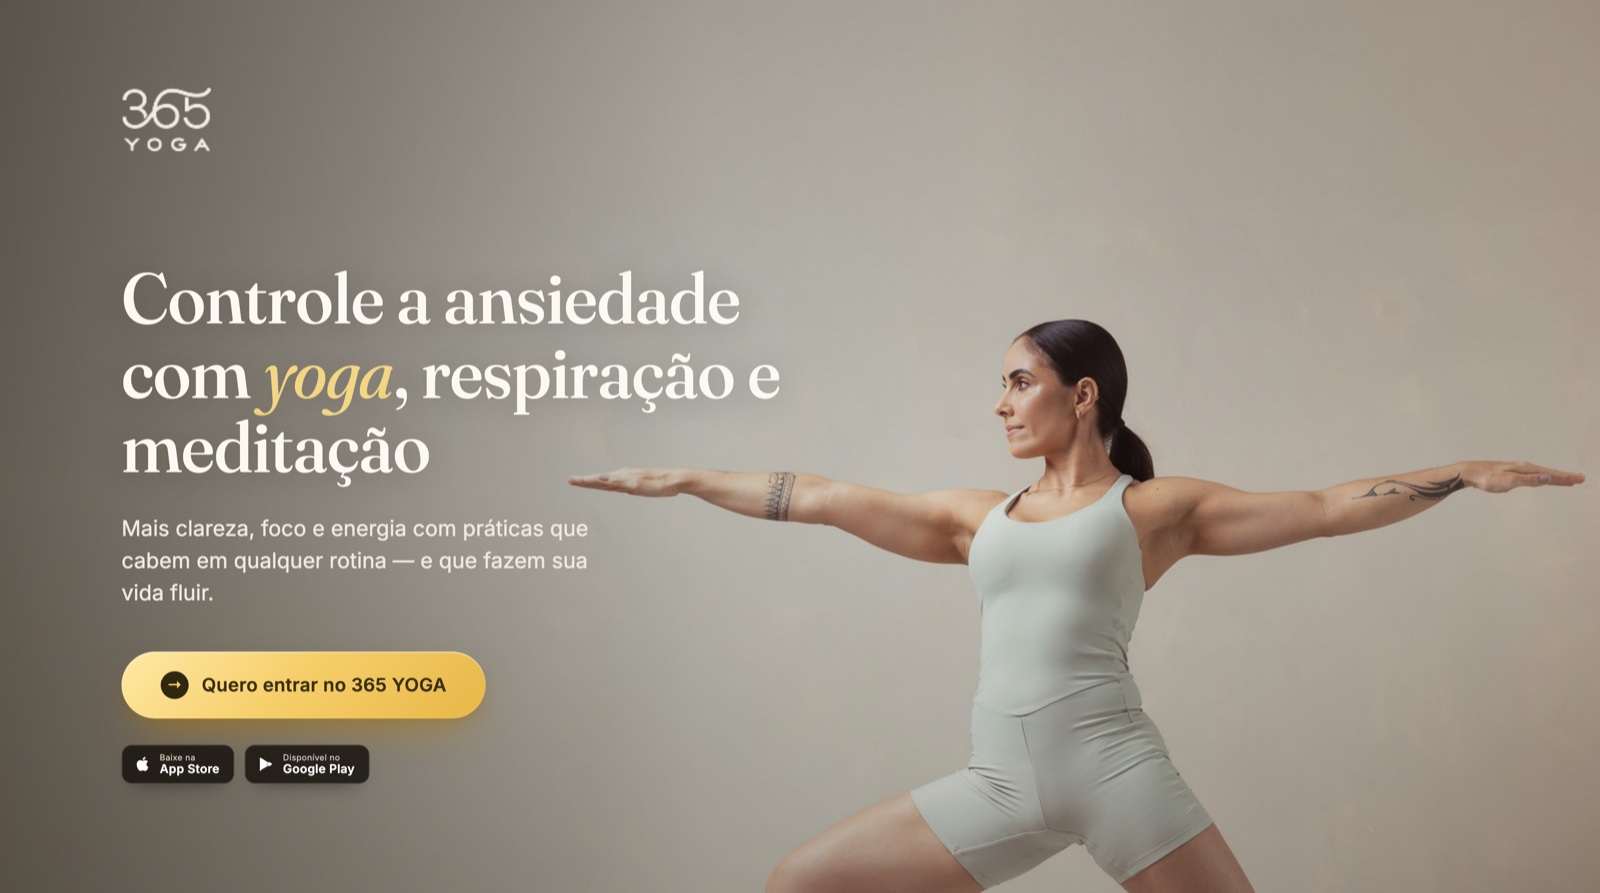 365
YOGA
Controle a ansiedade
com yoga, respiração e
meditação
Mais clareza, foco e energia com práticas que
cabem em qualquer rotina — e que fazem sua
vida fluir.
Quero entrar no 365 YOGA
Baixe na
App Store
Disponível no
Google Play